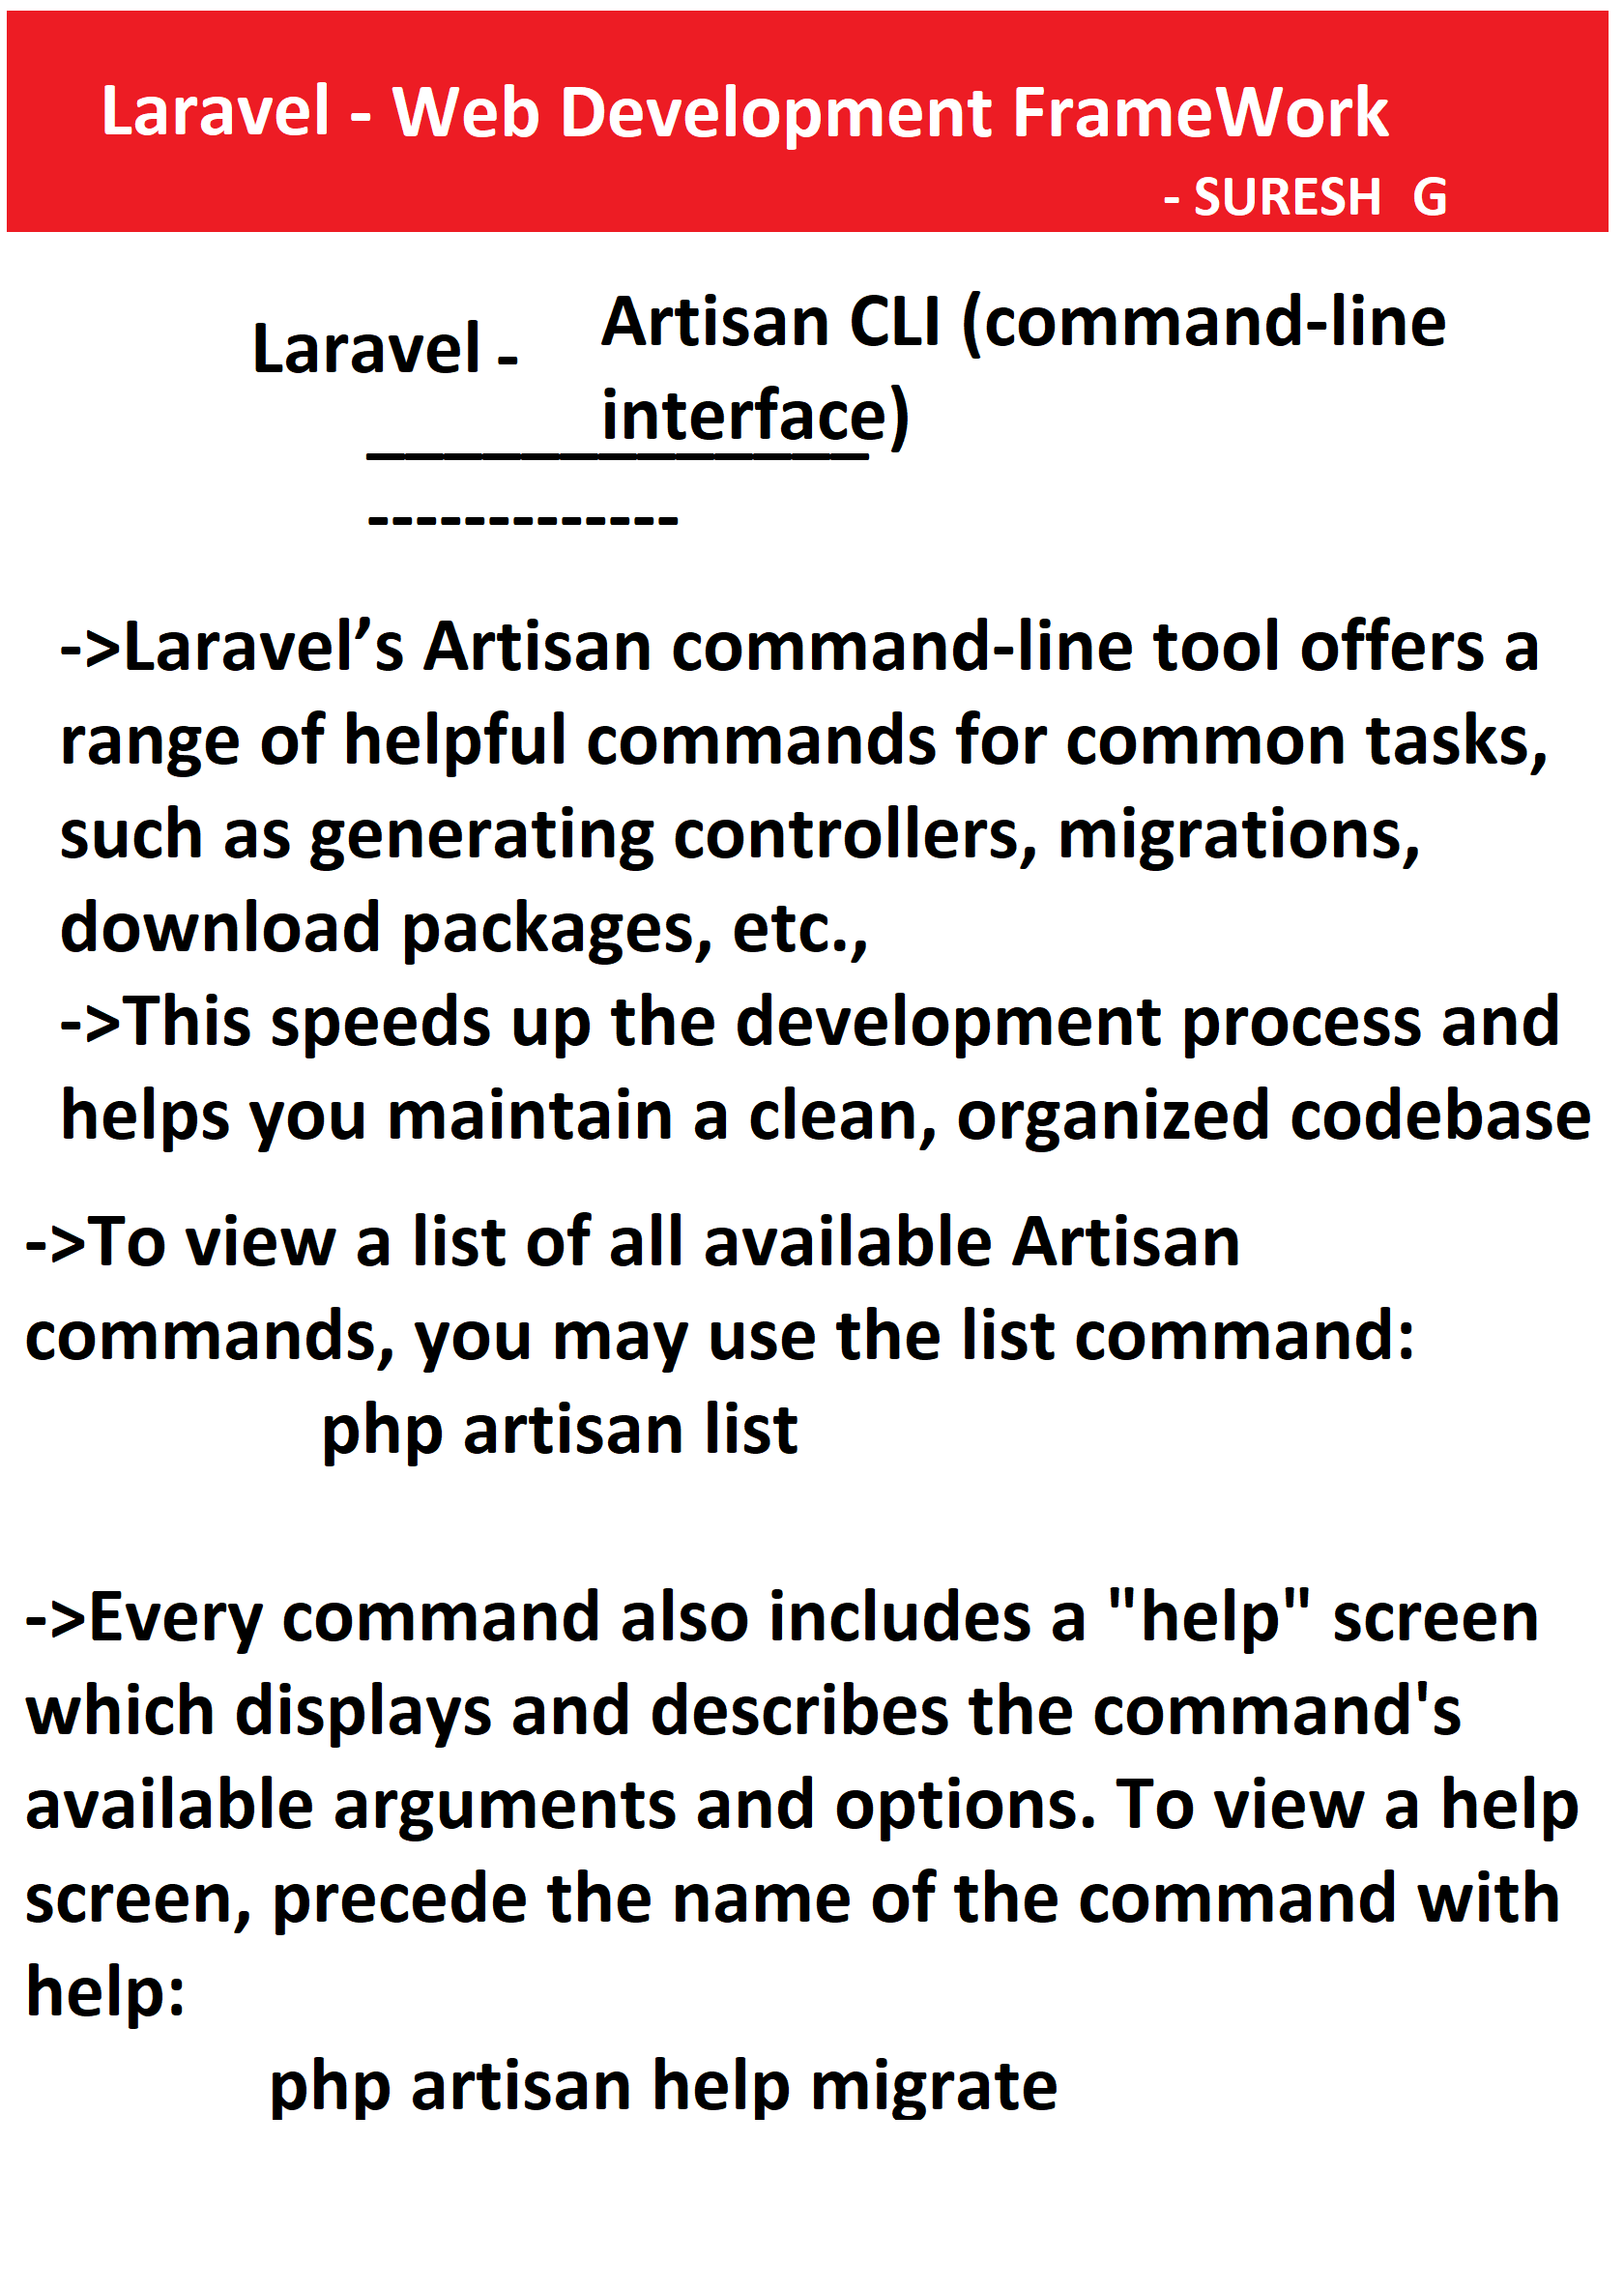 Laravel - Web Development FrameWork
- SURESH G
Laravel - Artisan CLI (command-line
interface)
_____________
-------------
->Laravel’s Artisan command-line tool offers a
range of helpful commands for common tasks,
such as generating controllers, migrations,
download packages, etc.,
->This speeds up the development process and
helps you maintain a clean, organized codebase
->To view a list of all available Artisan
commands, you may use the list command:
php artisan list
->Every command also includes a "help" screen
which displays and describes the command's
available arguments and options. To view a help
screen, precede the name of the command with
help:
php artisan help migrate